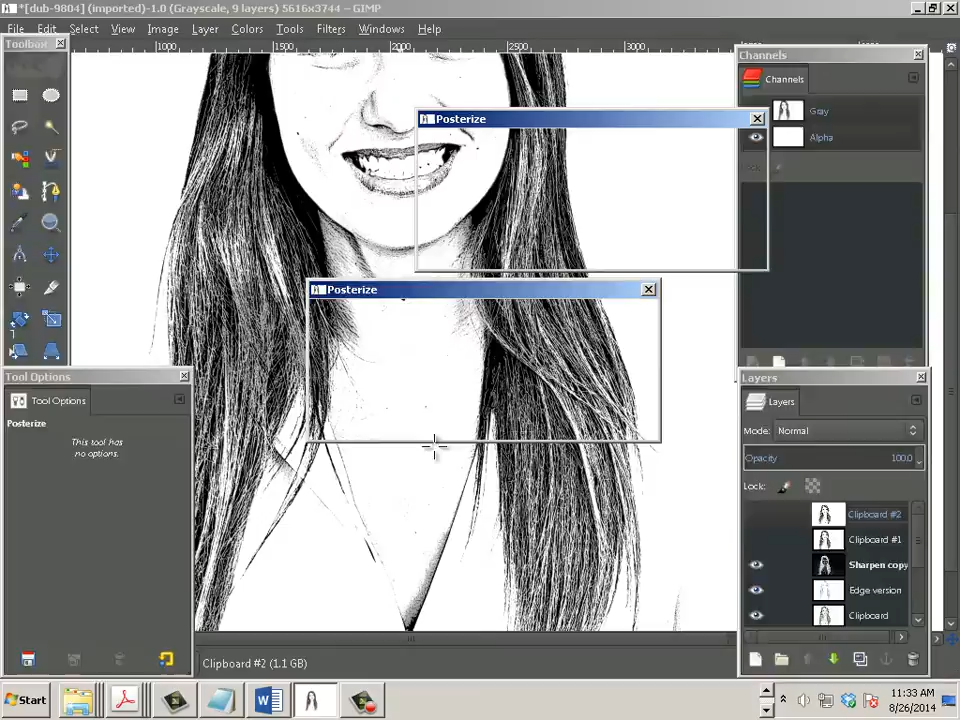 *[dub-9804] (imported)-1.0 (Grayscale, 9 layers) 5616x3744 – GIMP
File Edit Select View Image Layer Colors Tools Filters Windows Help
Toolbox
1000 1500 2000 2500 3000
Channels
Channels
Gray
Alpha
Posterize
Posterize
Tool Options
Tool Options
Posterize
This tool has
no options.
Layers
Layers
Mode: Normal
Opacity 100.0
Lock:
Clipboard #2
Clipboard #1
Sharpen copy
Edge version
Clipboard
Clipboard #2 (1.1 GB)
Start
11:33 AM
8/26/2014